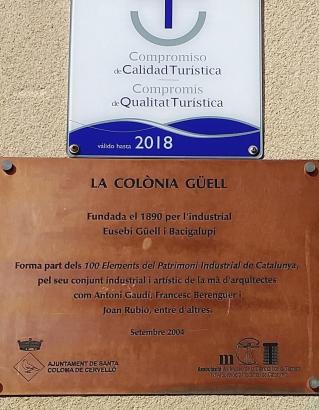 Compromiso
de Calidad Turística
Compromís
de Qualitat Turística
válido hasta 2018
LA COLÒNIA GÜELL
Fundada el 1890 per l'industrial
Eusebi Güell i Bacigalupi
Forma part dels 100 Elements del Patrimoni Industrial de Catalunya,
pel seu conjunt industrial i artístic de la mà d'arquitectes
com Antoni Gaudí, Francesc Berenguer i
Joan Rubió, entre d'altres.
Setembre 2004
AJUNTAMENT DE SANTA
COLOMA DE CERVELLÓ